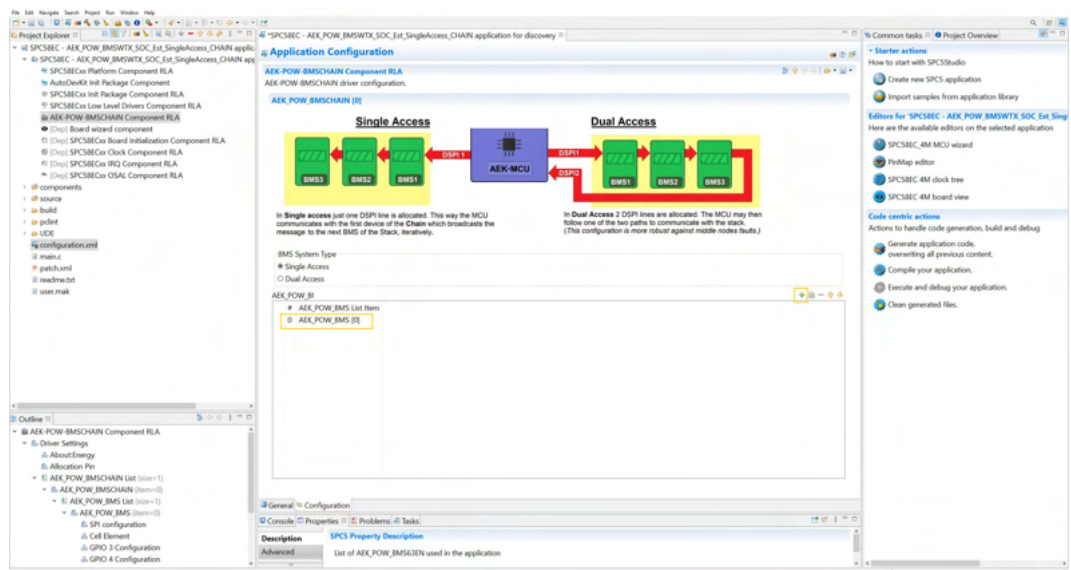 File Edit Navigate Search Project Run Window Help
Project Explorer
SPC58EC - AEK_POW_BMSWTX_SOC_Est_SingleAccess_CHAIN applic
SPC58EC - AEK_POW_BMSWTX_SOC_Est_SingleAccess_CHAIN app
SPC58ECxx Platform Component RLA
AutoDevKit Init Package Component
SPC58ECxx Init Package Component RLA
SPC58ECxx Low Level Drivers Component RLA
AEK-POW-BMSCHAIN Component RLA
[Dep] Board wizard component
[Dep] SPC58ECxx Board Initialization Component RLA
[Dep] SPC58ECxx Clock Component RLA
[Dep] SPC58ECxx IRQ Component RLA
[Dep] SPC58ECxx OSAL Component RLA
components
source
build
pclint
UDE
configuration.xml
main.c
patch.xml
readme.txt
user.mak
Outline
AEK-POW-BMSCHAIN Component RLA
Driver Settings
AboutEnergy
Allocation Pin
AEK_POW_BMSCHAIN List (size=1)
AEK_POW_BMSCHAIN (item=0)
AEK_POW_BMS List (size=1)
AEK_POW_BMS (item=0)
SPI configuration
Cell Element
GPIO 3 Configuration
GPIO 4 Configuration
*SPC58EC - AEK_POW_BMSWTX_SOC_Est_SingleAccess_CHAIN application for discovery
Application Configuration
AEK-POW-BMSCHAIN Component RLA
AEK-POW-BMSCHAIN driver configuration.
AEK_POW_BMSCHAIN [0]
Single Access
Dual Access
BMS3 BMS2 BMS1 DSPI 1 AEK-MCU DSPI1 DSPI2 BMS1 BMS2 BMS3
In Single access just one DSPI line is allocated. This way the MCU
communicates with the first device of the Chain which broadcasts the
message to the next BMS of the Stack, iteratively.
In Dual Access 2 DSPI lines are allocated. The MCU may then
follow one of the two paths to communicate with the stack.
(This configuration is more robust against middle nodes faults.)
BMS System Type
Single Access
Dual Access
AEK_POW_BI
# AEK_POW_BMS List Item
0 AEK_POW_BMS [0]
General Configuration
Console Properties Problems Tasks
Description
Advanced
SPC5 Property Description
List of AEK_POW_BMS63EN used in the application
Common tasks Project Overview
Starter actions
How to start with SPC5Studio
Create new SPC5 application
Import samples from application library
Editors for 'SPC58EC - AEK_POW_BMSWTX_SOC_Est_Sing
Here are the available editors on the selected application
SPC58EC_4M MCU wizard
PinMap editor
SPC58EC 4M clock tree
SPC58EC 4M board view
Code centric actions
Actions to handle code generation, build and debug
Generate application code,
overwriting all previous content.
Compile your application.
Execute and debug your application.
Clean generated files.